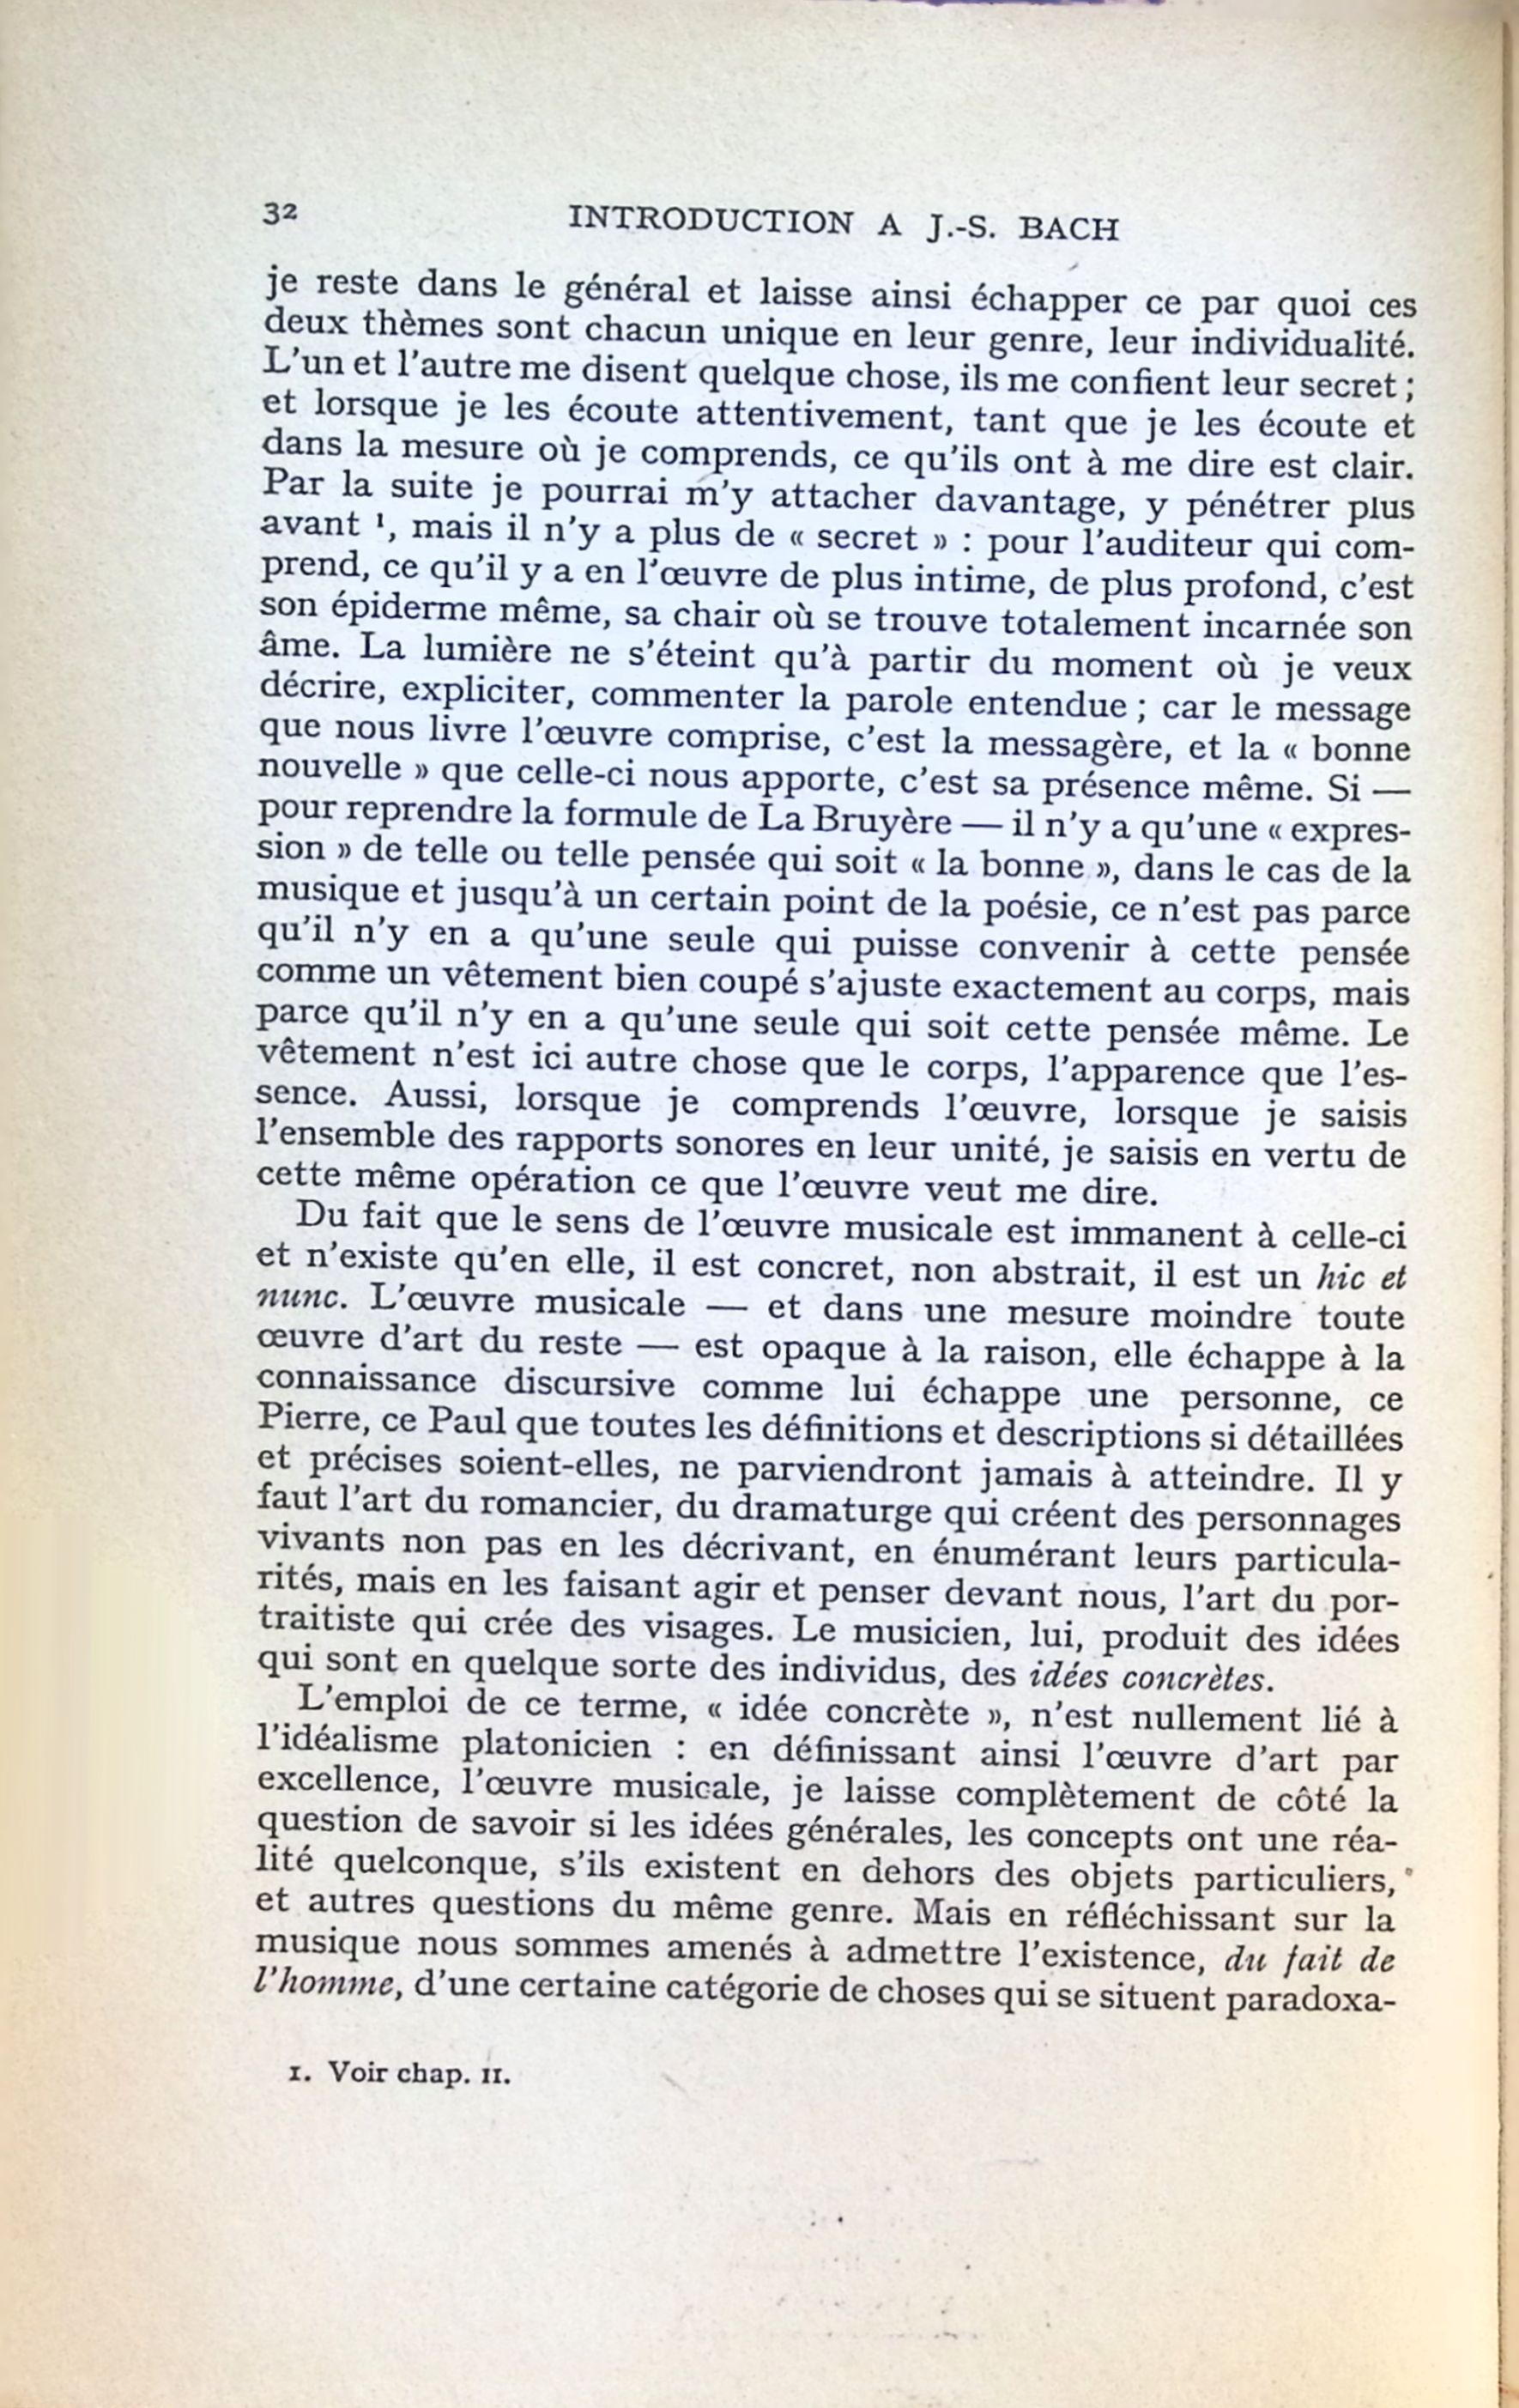 32
INTRODUCTION A J.-S. BACH
je reste dans le général et laisse ainsi échapper ce par quoi ces
deux thèmes sont chacun unique en leur genre, leur individualité.
L'un et l'autre me disent quelque chose, ils me confient leur secret ;
et lorsque je les écoute attentivement, tant que je les écoute et
dans la mesure où je comprends, ce qu'ils ont à me dire est clair.
Par la suite je pourrai m'y attacher davantage, y pénétrer plus
avant ¹, mais il n'y a plus de « secret » : pour l'auditeur qui com-
prend, ce qu'il y a en l'œuvre de plus intime, de plus profond, c'est
son épiderme même, sa chair où se trouve totalement incarnée son
âme. La lumière ne s'éteint qu'à partir du moment où je veux
décrire, expliciter, commenter la parole entendue ; car le message
que nous livre l'œuvre comprise, c'est la messagère, et la « bonne
nouvelle » que celle-ci nous apporte, c'est sa présence même. Si —
pour reprendre la formule de La Bruyère — il n'y a qu'une « expres-
sion » de telle ou telle pensée qui soit « la bonne », dans le cas de la
musique et jusqu'à un certain point de la poésie, ce n'est pas parce
qu'il n'y en a qu'une seule qui puisse convenir à cette pensée
comme un vêtement bien coupé s'ajuste exactement au corps, mais
parce qu'il n'y en a qu'une seule qui soit cette pensée même. Le
vêtement n'est ici autre chose que le corps, l'apparence que l'es-
sence. Aussi, lorsque je comprends l'œuvre, lorsque je saisis
l'ensemble des rapports sonores en leur unité, je saisis en vertu de
cette même opération ce que l'œuvre veut me dire.
Du fait que le sens de l'œuvre musicale est immanent à celle-ci
et n'existe qu'en elle, il est concret, non abstrait, il est un hic et
nunc. L'œuvre musicale — et dans une mesure moindre toute
œuvre d'art du reste — est opaque à la raison, elle échappe à la
connaissance discursive comme lui échappe une personne, ce
Pierre, ce Paul que toutes les définitions et descriptions si détaillées
et précises soient-elles, ne parviendront jamais à atteindre. Il y
faut l'art du romancier, du dramaturge qui créent des personnages
vivants non pas en les décrivant, en énumérant leurs particula-
rités, mais en les faisant agir et penser devant nous, l'art du por-
traitiste qui crée des visages. Le musicien, lui, produit des idées
qui sont en quelque sorte des individus, des idées concrètes.
L'emploi de ce terme, « idée concrète », n'est nullement lié à
l'idéalisme platonicien : en définissant ainsi l'œuvre d'art par
excellence, l'œuvre musicale, je laisse complètement de côté la
question de savoir si les idées générales, les concepts ont une réa-
lité quelconque, s'ils existent en dehors des objets particuliers,
et autres questions du même genre. Mais en réfléchissant sur la
musique nous sommes amenés à admettre l'existence, du fait de
l'homme, d'une certaine catégorie de choses qui se situent paradoxa-
1. Voir chap. II.